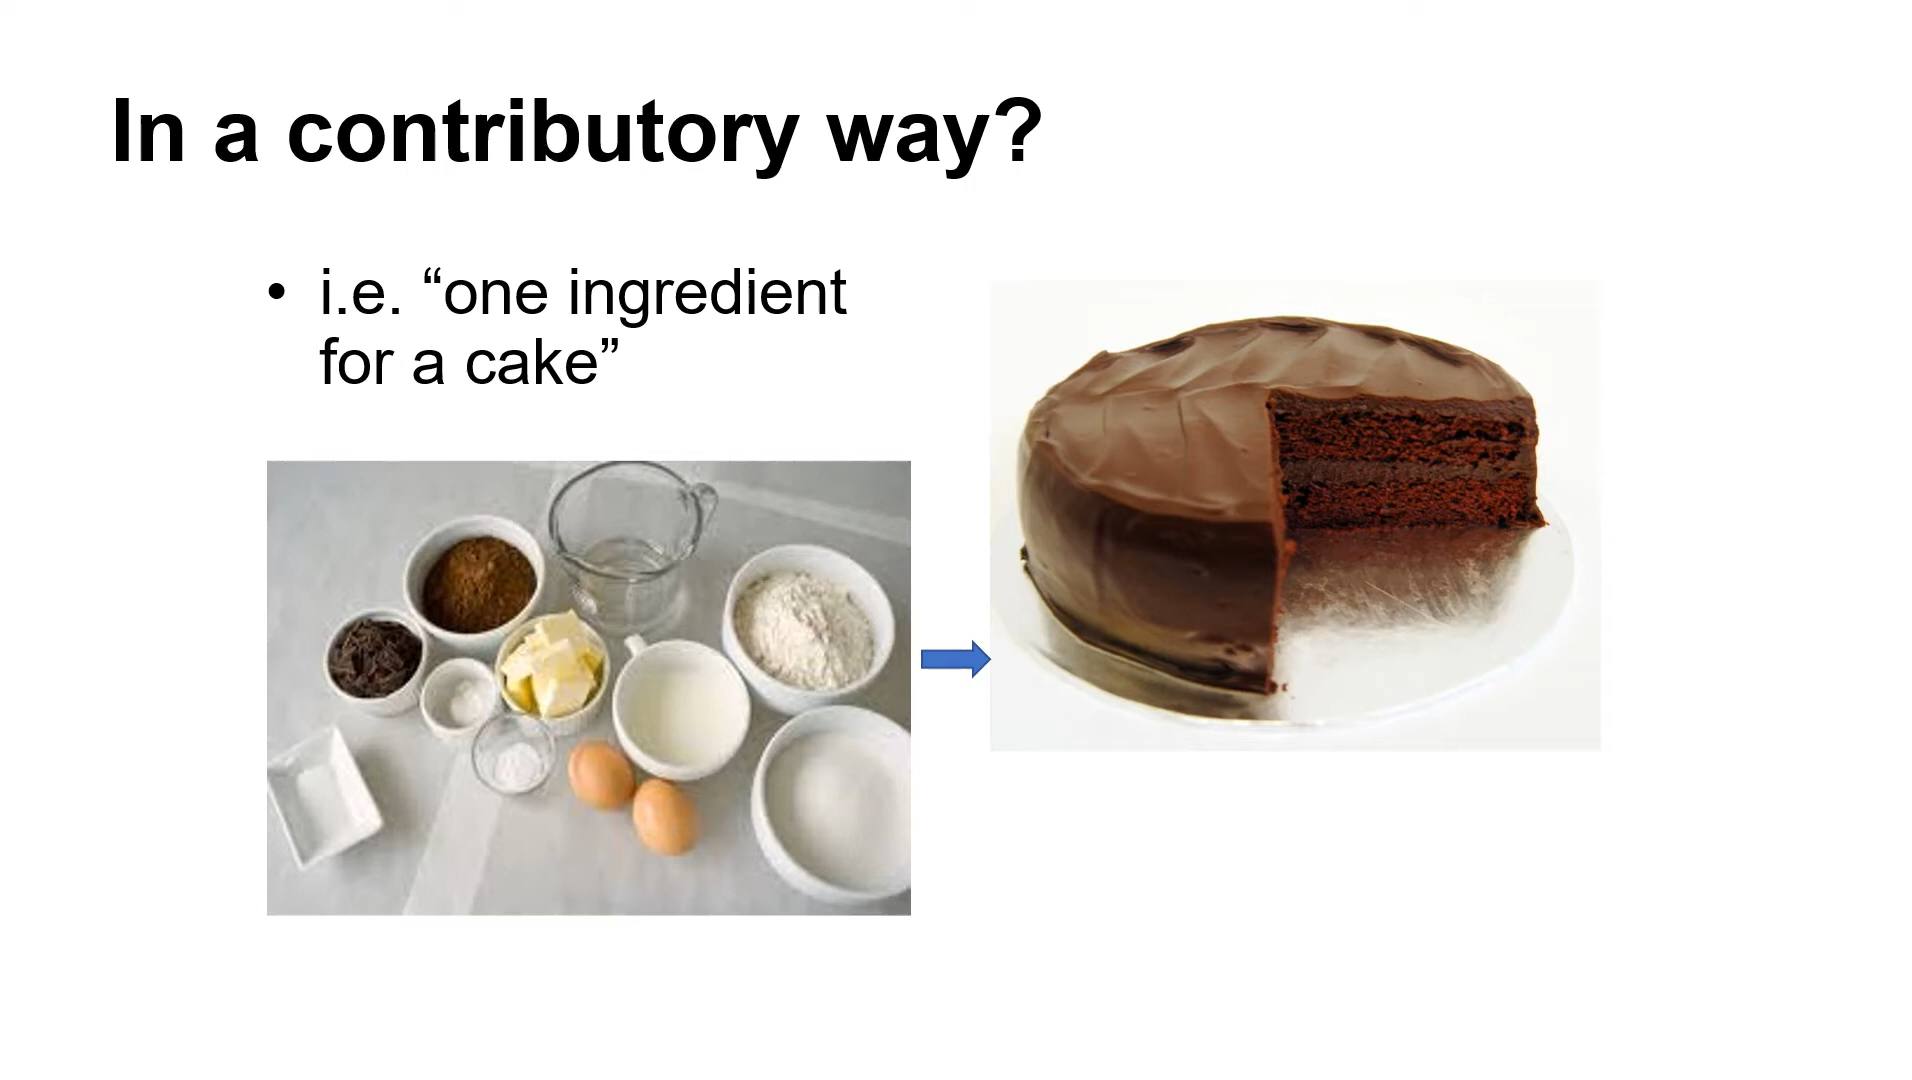 In a contributory way?
• i.e. “one ingredient
for a cake”